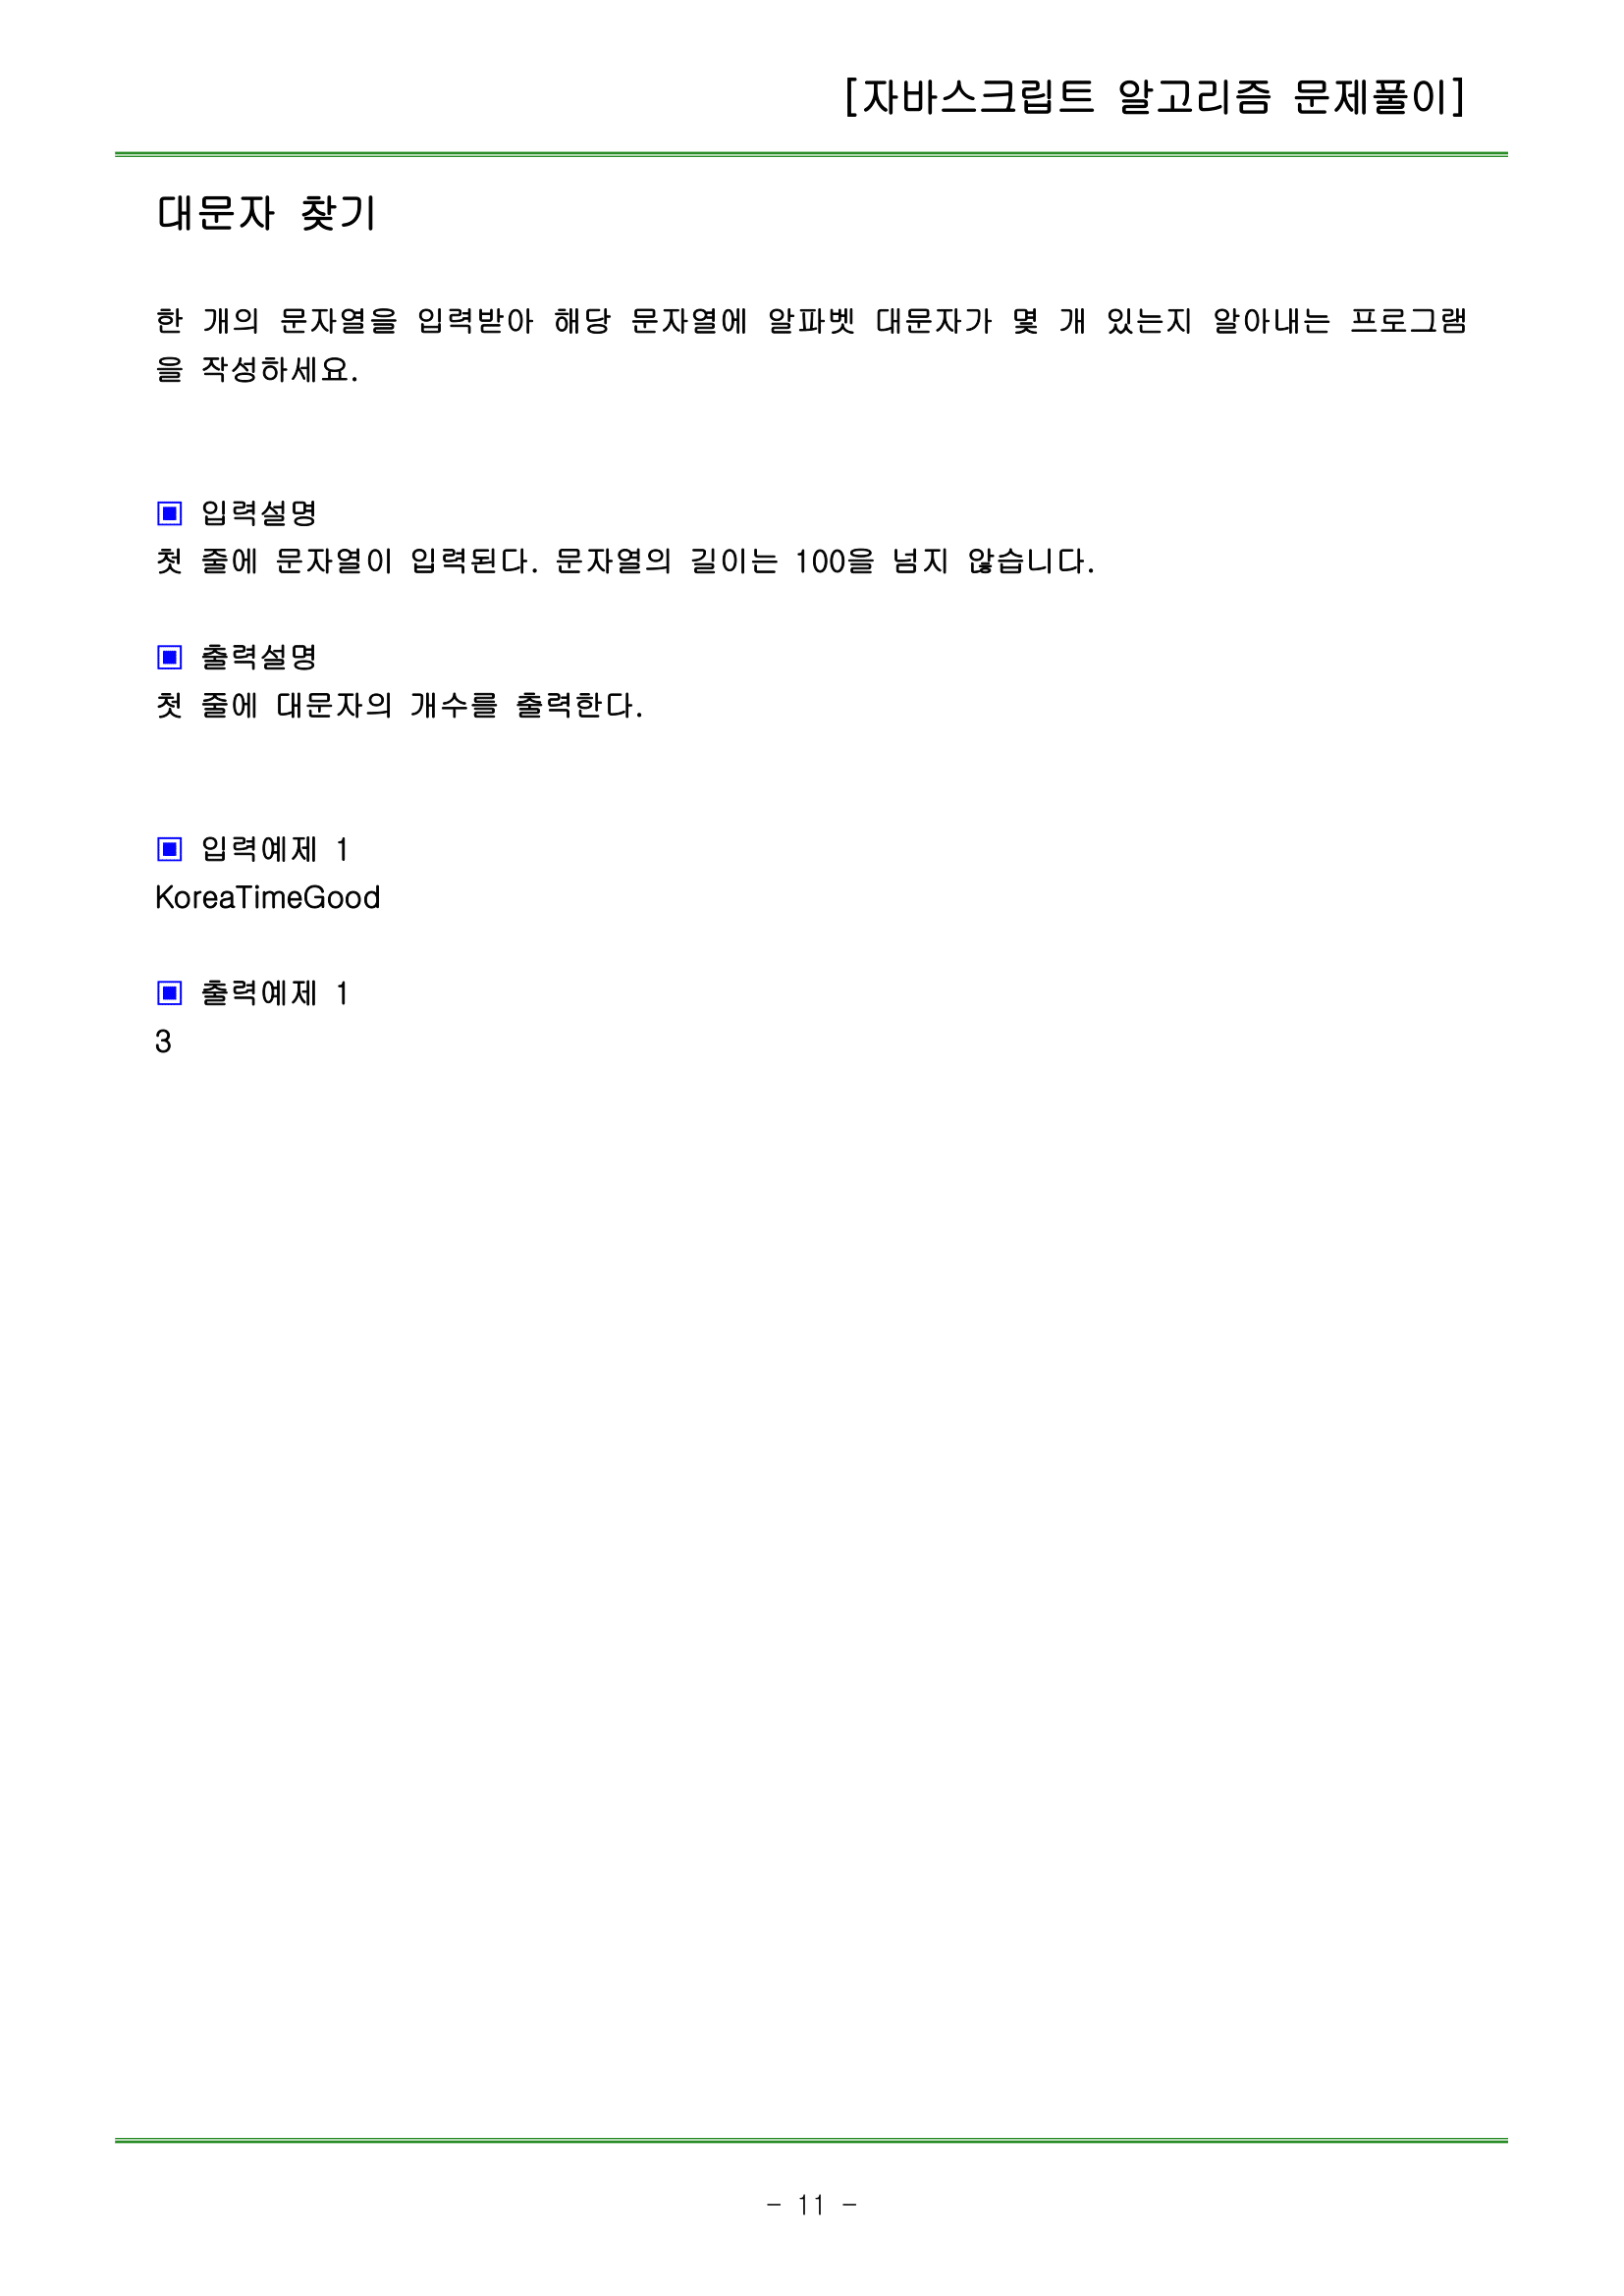 [자바스크립트 알고리즘 문제풀이]
대문자 찾기
한 개의 문자열을 입력받아 해당 문자열에 알파벳 대문자가 몇 개 있는지 알아내는 프로그램
을 작성하세요.
▣ 입력설명
첫 줄에 문자열이 입력된다. 문자열의 길이는 100을 넘지 않습니다.
▣ 출력설명
첫 줄에 대문자의 개수를 출력한다.
▣ 입력예제 1
KoreaTimeGood
▣ 출력예제 1
3
- 11 -